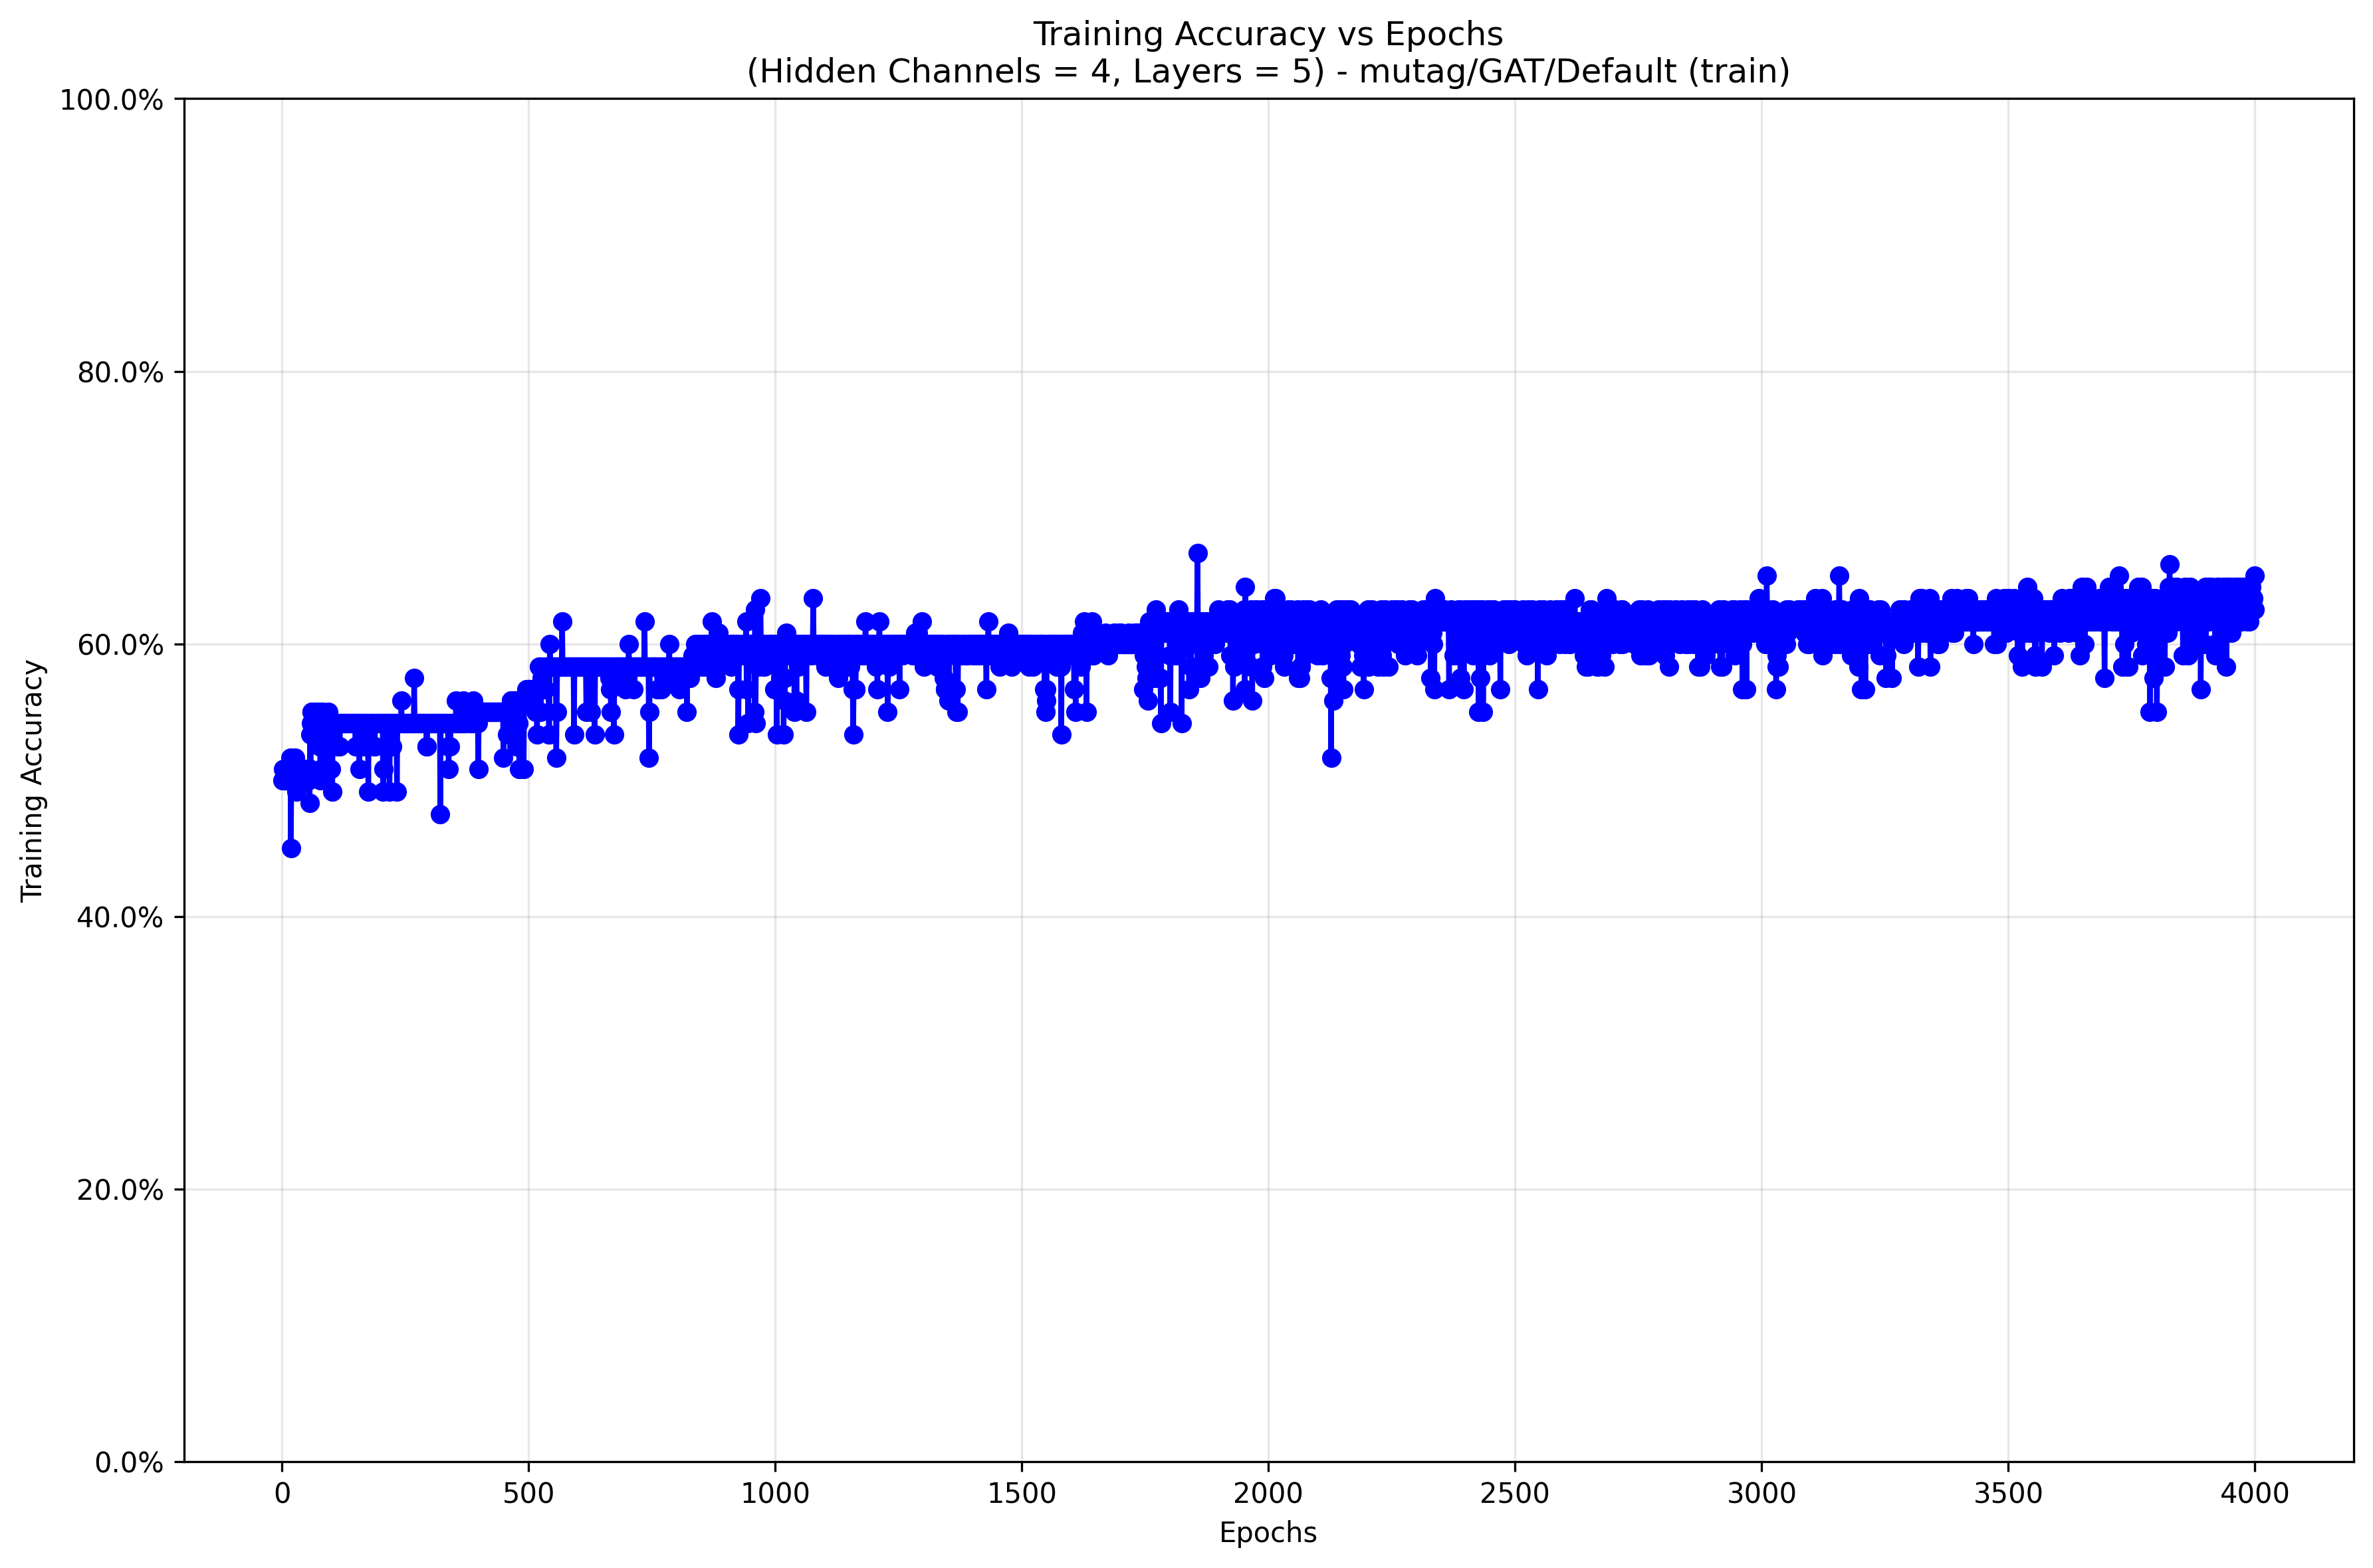 Training Accuracy vs Epochs
(Hidden Channels = 4, Layers = 5) - mutag/GAT/Default (train)
100.0%
80.0%
60.0%
40.0%
20.0%
0.0%
Training Accuracy
0 500 1000 1500 2000 2500 3000 3500 4000
Epochs